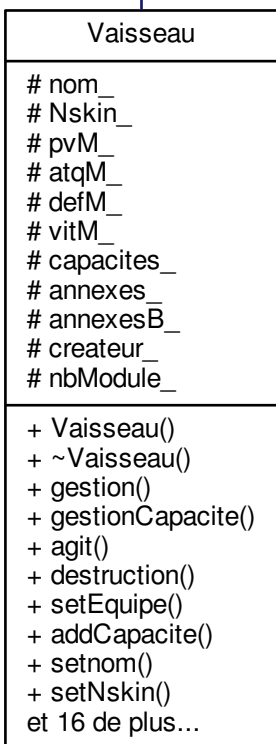 Vaisseau
# nom_
# Nskin_
# pvM_
# atqM_
# defM_
# vitM_
# capacites_
# annexes_
# annexesB_
# createur_
# nbModule_
+ Vaisseau()
+ ~Vaisseau()
+ gestion()
+ gestionCapacite()
+ agit()
+ destruction()
+ setEquipe()
+ addCapacite()
+ setnom()
+ setNskin()
et 16 de plus...